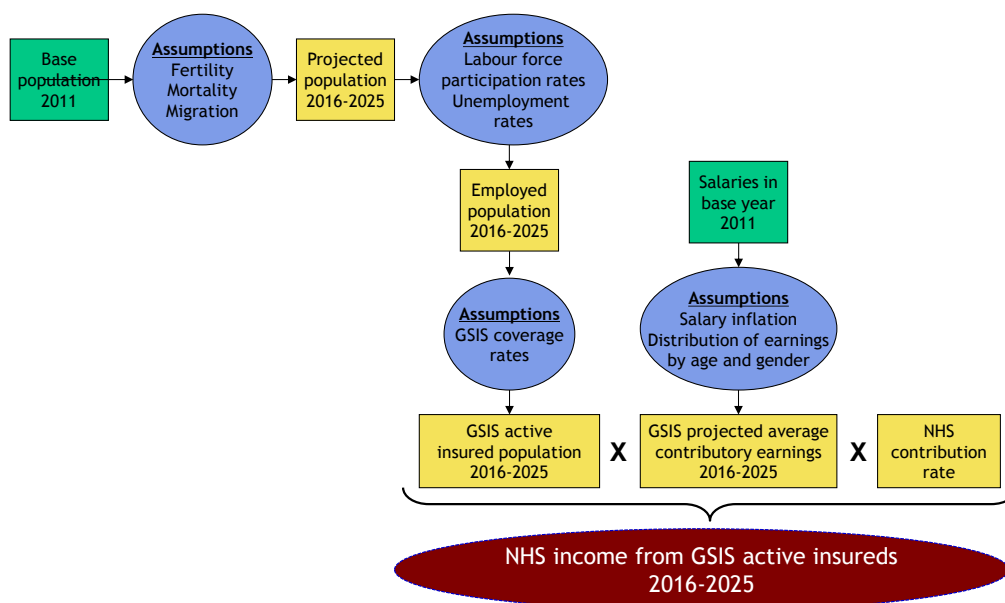 Base
population
2011
Assumptions
Fertility
Mortality
Migration
Projected
population
2016-2025
Assumptions
Labour force
participation rates
Unemployment
rates
Employed
population
2016-2025
Salaries in
base year
2011
Assumptions
GSIS coverage
rates
Assumptions
Salary inflation
Distribution of earnings
by age and gender
GSIS active
insured population
2016-2025
X
GSIS projected average
contributory earnings
2016-2025
X
NHS
contribution
rate
NHS income from GSIS active insureds
2016-2025